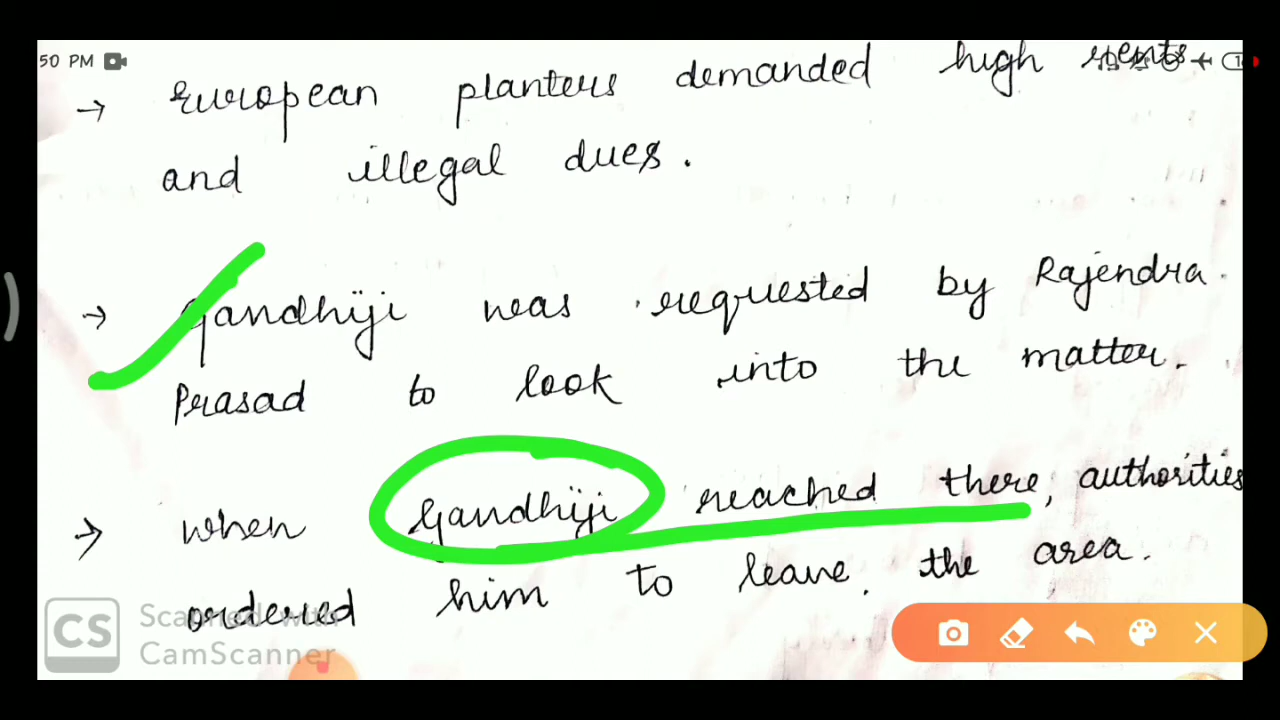 50 PM
→ European planters demanded high rents
and illegal dues.
→ Gandhiji was requested by Rajendra
Prasad to look into the matter.
→ When Gandhiji reached there, authorities
ordered him to leave the area.
CS Scanned with
CamScanner